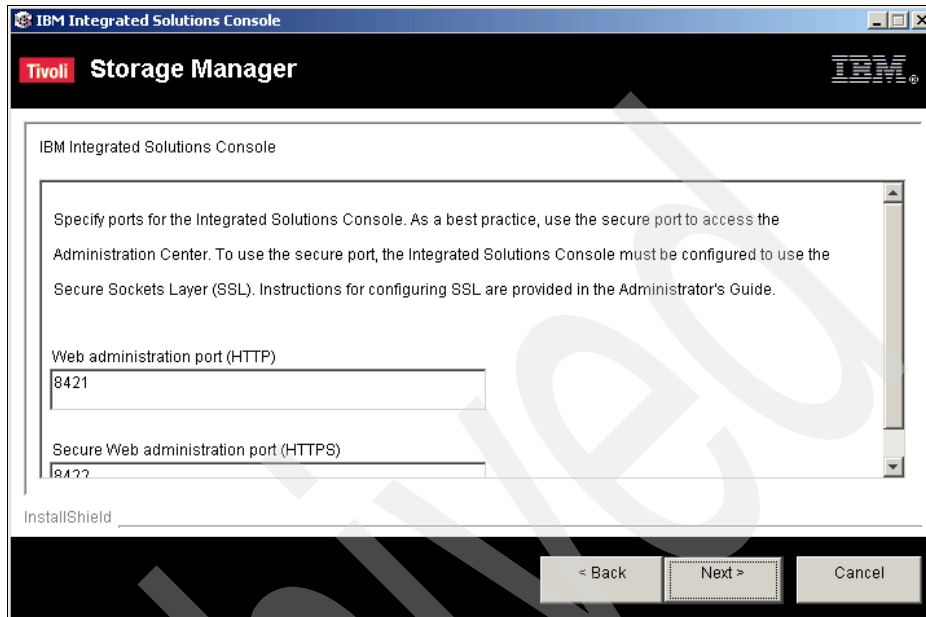 IBM Integrated Solutions Console
Tivoli Storage Manager
IBM®
IBM Integrated Solutions Console
Specify ports for the Integrated Solutions Console. As a best practice, use the secure port to access the
Administration Center. To use the secure port, the Integrated Solutions Console must be configured to use the
Secure Sockets Layer (SSL). Instructions for configuring SSL are provided in the Administrator's Guide.
Web administration port (HTTP)
8421
Secure Web administration port (HTTPS)
8422
InstallShield
< Back
Next >
Cancel